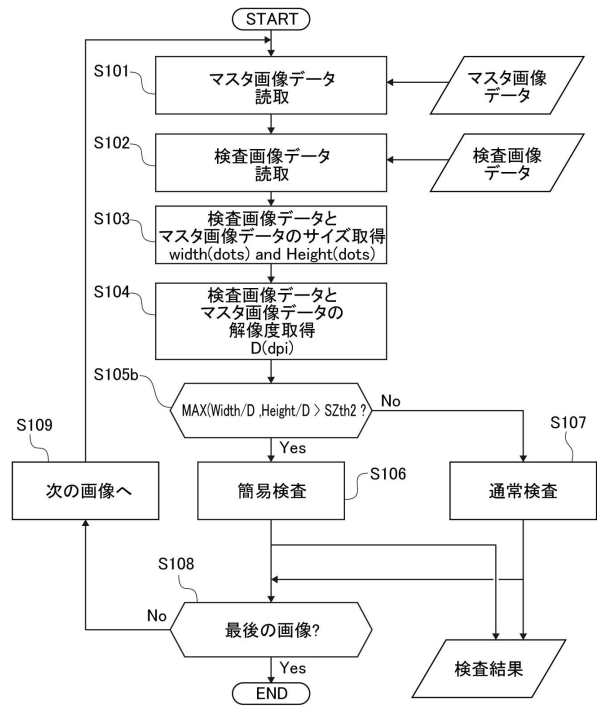 START
S101
マスタ画像データ
読取
マスタ画像
データ
S102
検査画像データ
読取
検査画像
データ
S103
検査画像データと
マスタ画像データのサイズ取得
width(dots) and Height(dots)
S104
検査画像データと
マスタ画像データの
解像度取得
D(dpi)
S105b
MAX(Width/D ,Height/D > SZth2 ?
No
Yes
S109
次の画像へ
簡易検査
S106
S107
通常検査
S108
No
最後の画像?
Yes
検査結果
END